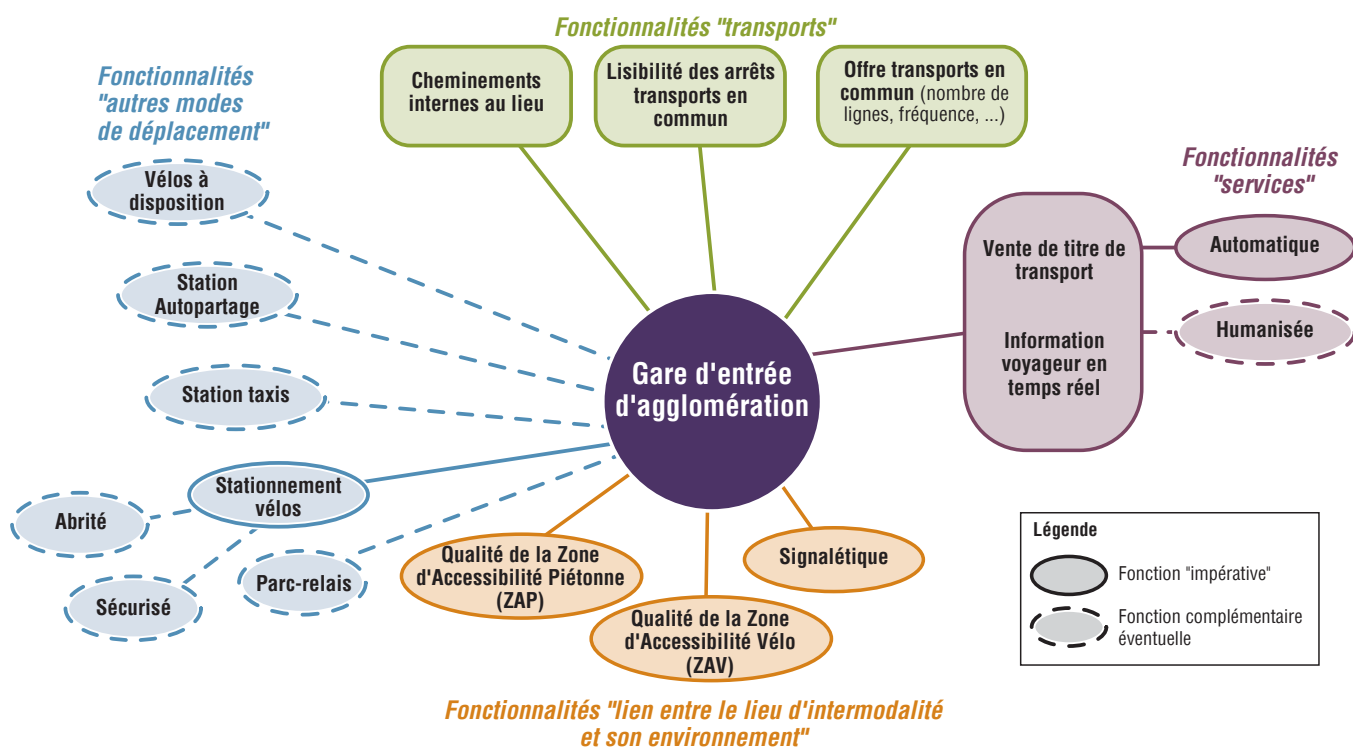 Fonctionnalités "transports"
Cheminements
internes au lieu
Lisibilité des arrêts
transports en
commun
Offre transports en
commun (nombre de
lignes, fréquence, ...)
Fonctionnalités
"autres modes
de déplacement"
Vélos à
disposition
Station
Autopartage
Station taxis
Stationnement
vélos
Abrité
Sécurisé
Parc-relais
Gare d'entrée
d'agglomération
Fonctionnalités
"services"
Vente de titre de
transport
Information
voyageur en
temps réel
Automatique
Humanisée
Qualité de la Zone
d'Accessibilité Piétonne
(ZAP)
Qualité de la Zone
d'Accessibilité Vélo
(ZAV)
Signalétique
Fonctionnalités "lien entre le lieu d'intermodalité
et son environnement"
Légende
Fonction "impérative"
Fonction complémentaire
éventuelle